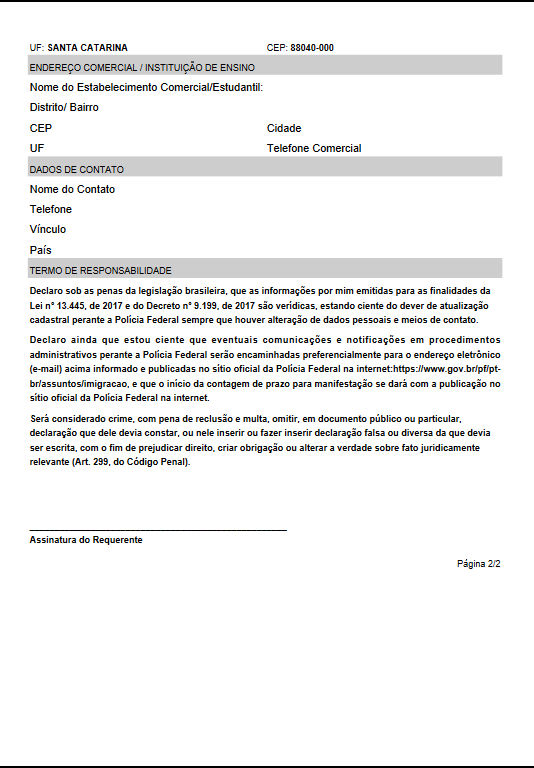 UF: SANTA CATARINA CEP: 88040-000
ENDEREÇO COMERCIAL / INSTITUIÇÃO DE ENSINO
Nome do Estabelecimento Comercial/Estudantil:
Distrito/ Bairro
CEP Cidade
UF Telefone Comercial
DADOS DE CONTATO
Nome do Contato
Telefone
Vínculo
País
TERMO DE RESPONSABILIDADE
Declaro sob as penas da legislação brasileira, que as informações por mim emitidas para as finalidades da
Lei n° 13.445, de 2017 e do Decreto n° 9.199, de 2017 são verídicas, estando ciente do dever de atualização
cadastral perante a Polícia Federal sempre que houver alteração de dados pessoais e meios de contato.
Declaro ainda que estou ciente que eventuais comunicações e notificações em procedimentos
administrativos perante a Polícia Federal serão encaminhadas preferencialmente para o endereço eletrônico
(e-mail) acima informado e publicadas no sítio oficial da Polícia Federal na internet:https://www.gov.br/pf/pt-
br/assuntos/imigracao, e que o início da contagem de prazo para manifestação se dará com a publicação no
sítio oficial da Polícia Federal na internet.
Será considerado crime, com pena de reclusão e multa, omitir, em documento público ou particular,
declaração que dele devia constar, ou nele inserir ou fazer inserir declaração falsa ou diversa da que devia
ser escrita, com o fim de prejudicar direito, criar obrigação ou alterar a verdade sobre fato juridicamente
relevante (Art. 299, do Código Penal).
Assinatura do Requerente
Página 2/2